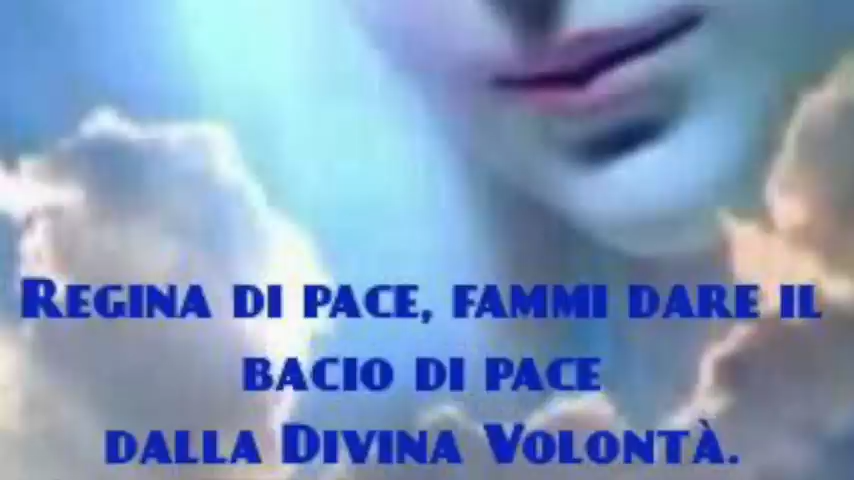 Regina di pace, fammi dare il
bacio di pace
dalla Divina Volontà.